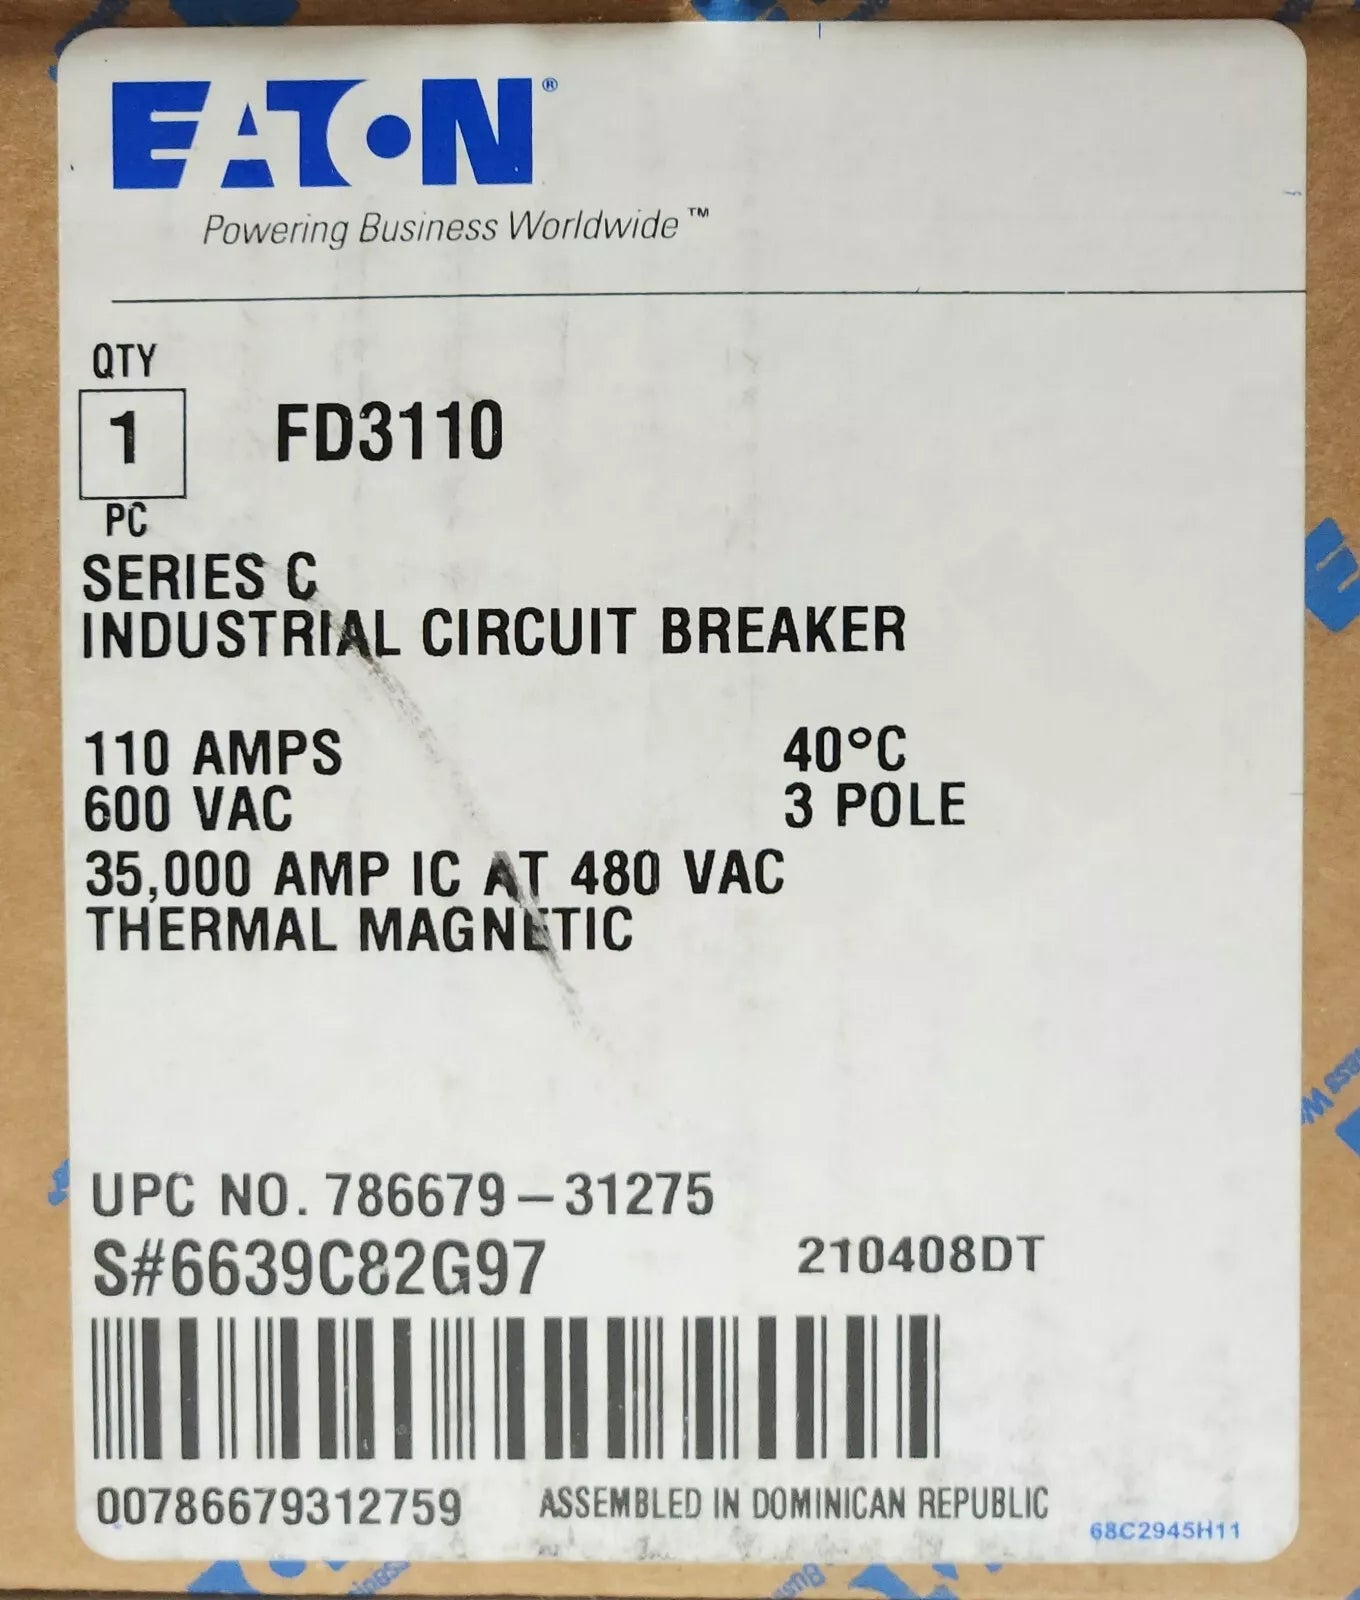 EATON®
Powering Business Worldwide™
QTY
1 FD3110
PC
SERIES C
INDUSTRIAL CIRCUIT BREAKER
110 AMPS 40°C
600 VAC 3 POLE
35,000 AMP IC AT 480 VAC
THERMAL MAGNETIC
UPC NO. 786679-31275
S#6639C82G97 210408DT
00786679312759 ASSEMBLED IN DOMINICAN REPUBLIC
68C2945H11